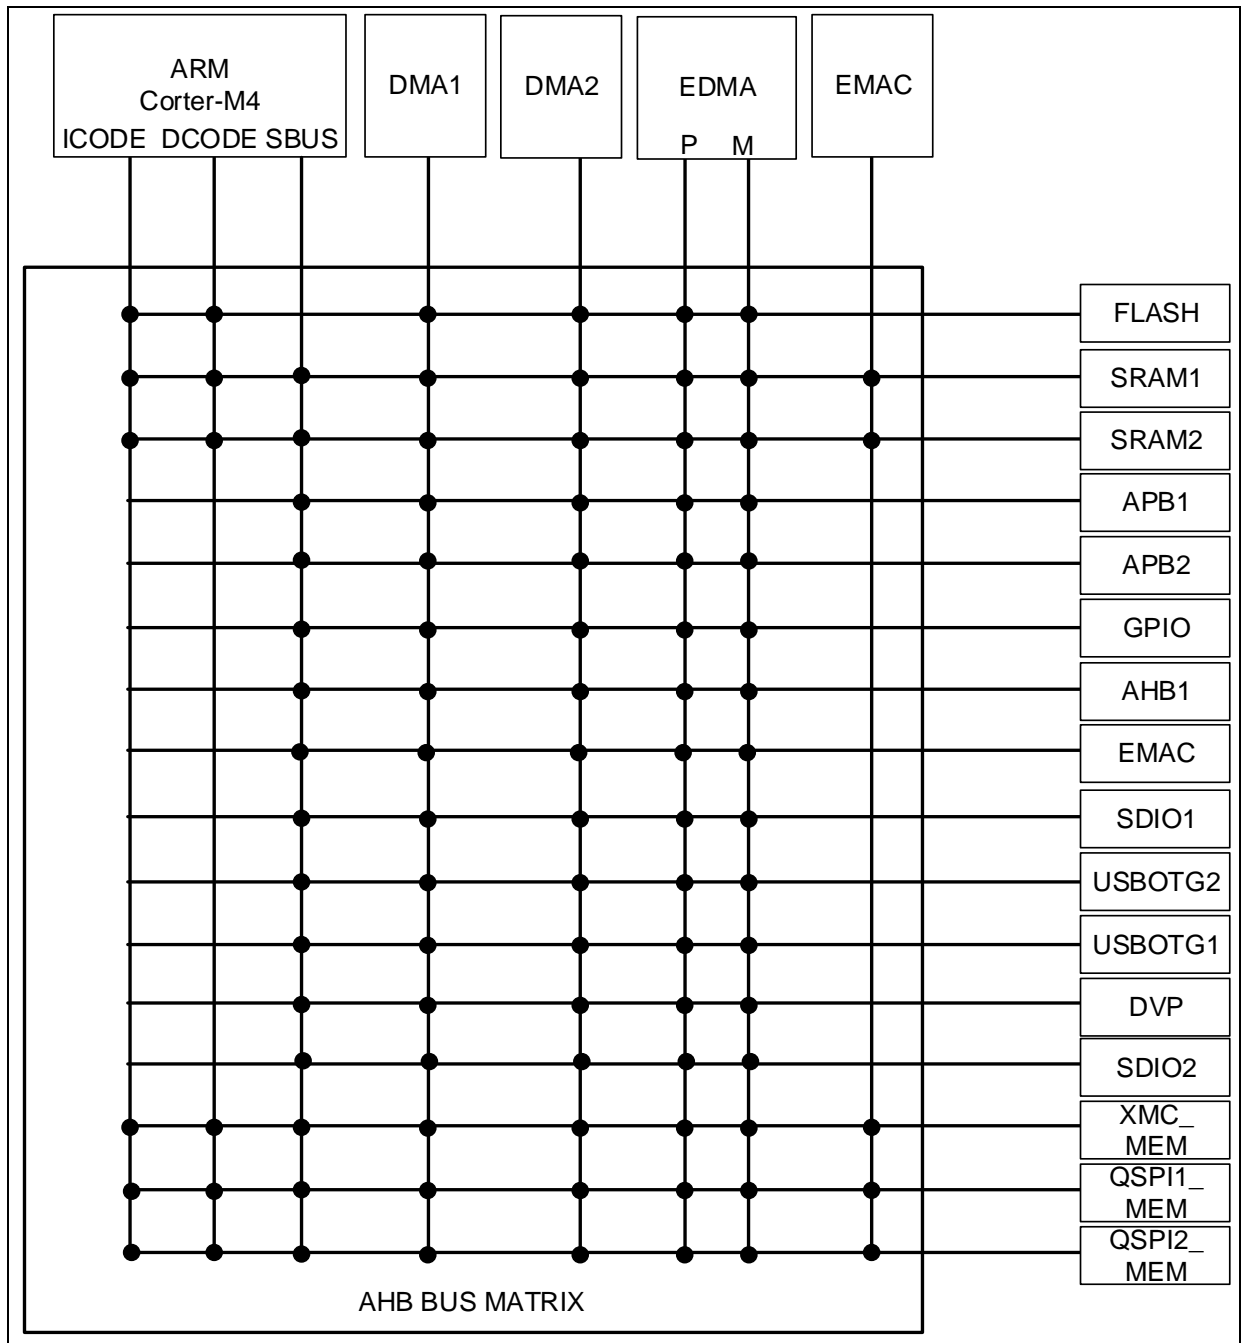 ARM
Corter-M4
ICODE DCODE SBUS
DMA1
DMA2
EDMA
P M
EMAC
FLASH
SRAM1
SRAM2
APB1
APB2
GPIO
AHB1
EMAC
SDIO1
USBOTG2
USBOTG1
DVP
SDIO2
XMC_
MEM
QSPI1_
MEM
QSPI2_
MEM
AHB BUS MATRIX